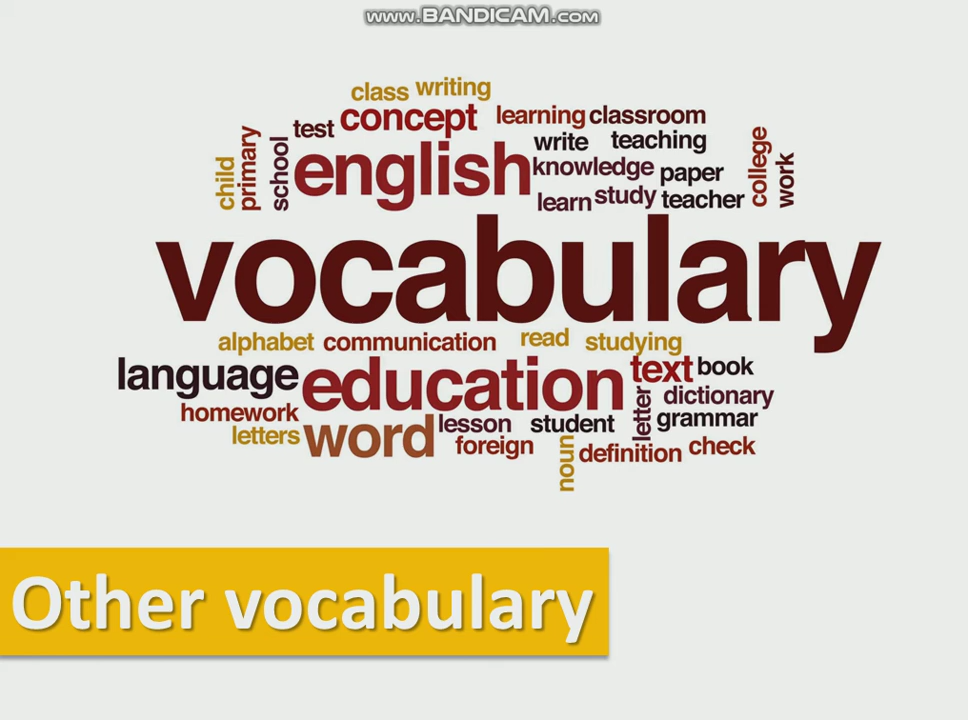 www.BANDICAM.com
class writing
test concept learning classroom
child primary school english write teaching college work
knowledge paper
learn study teacher
vocabulary
alphabet communication read studying
language education text book
letter dictionary
homework word lesson student grammar
letters foreign noun definition check
Other vocabulary